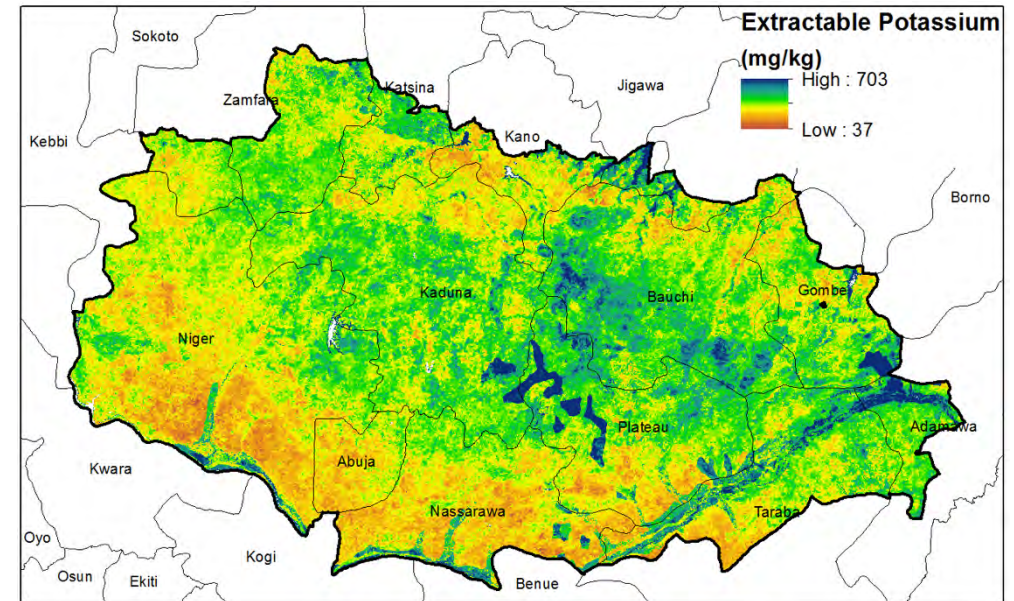 Extractable Potassium
(mg/kg)
High : 703
Low : 37
Sokoto
Katsina
Jigawa
Zamfara
Kano
Kebbi
Borno
Kaduna
Bauchi
Gombe
Niger
Plateau
Adamawa
Abuja
Kwara
Nassarawa
Taraba
Oyo
Kogi
Osun
Ekiti
Benue